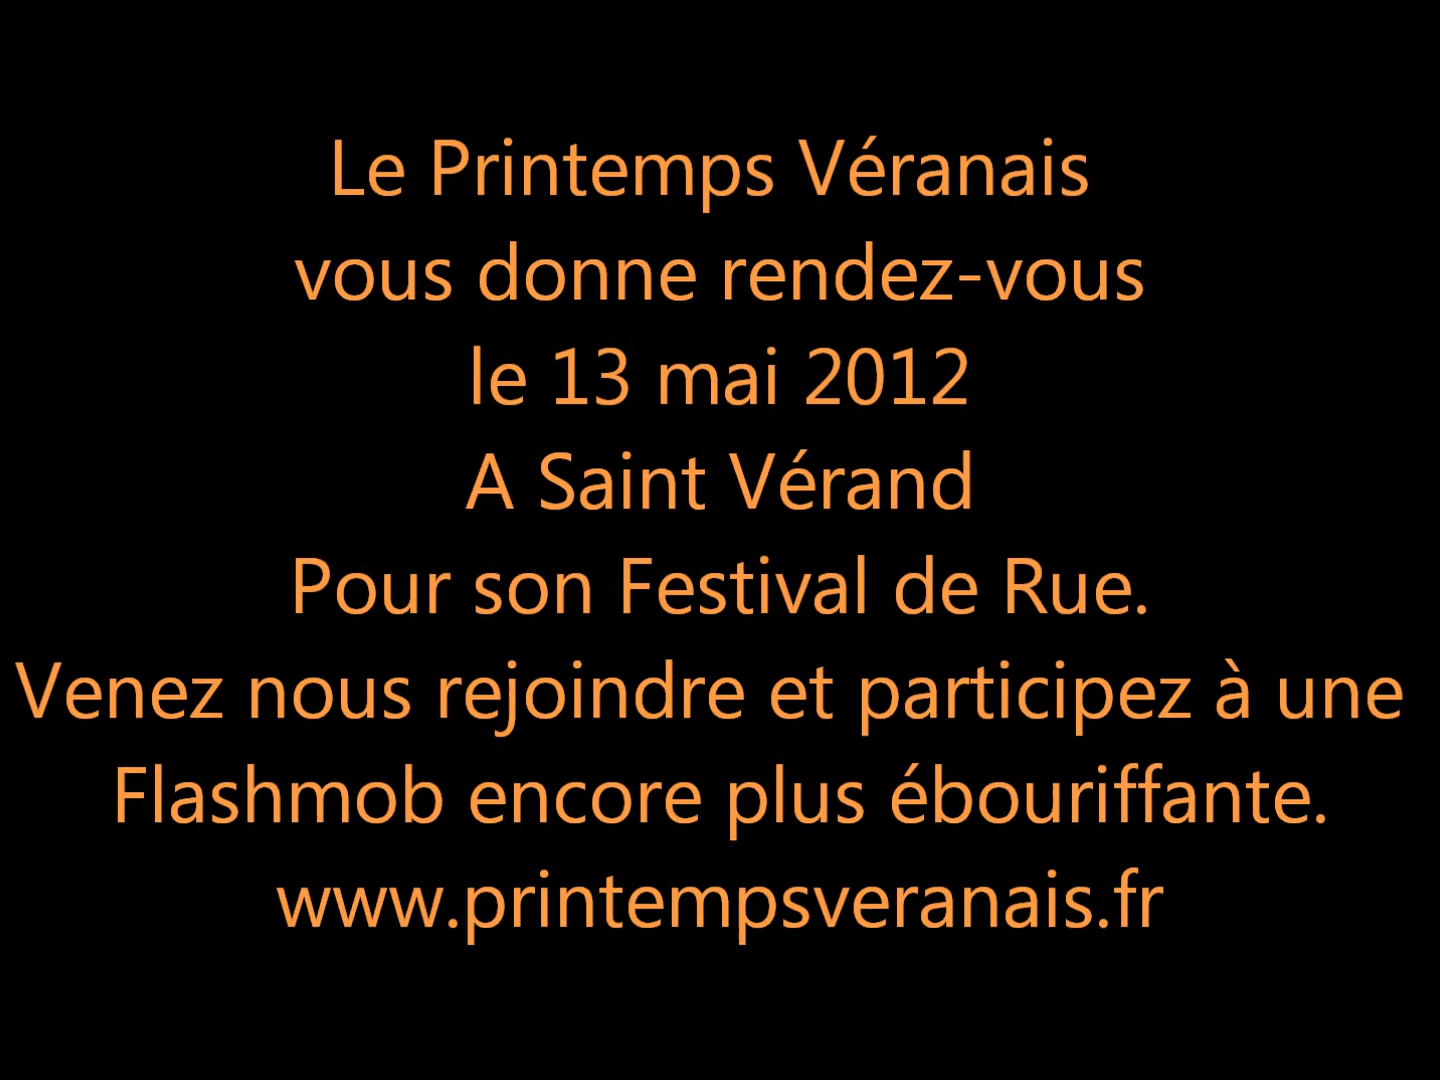 Le Printemps Véranais
vous donne rendez-vous
le 13 mai 2012
A Saint Vérand
Pour son Festival de Rue.
Venez nous rejoindre et participez à une
Flashmob encore plus ébouriffante.
www.printempsveranais.fr